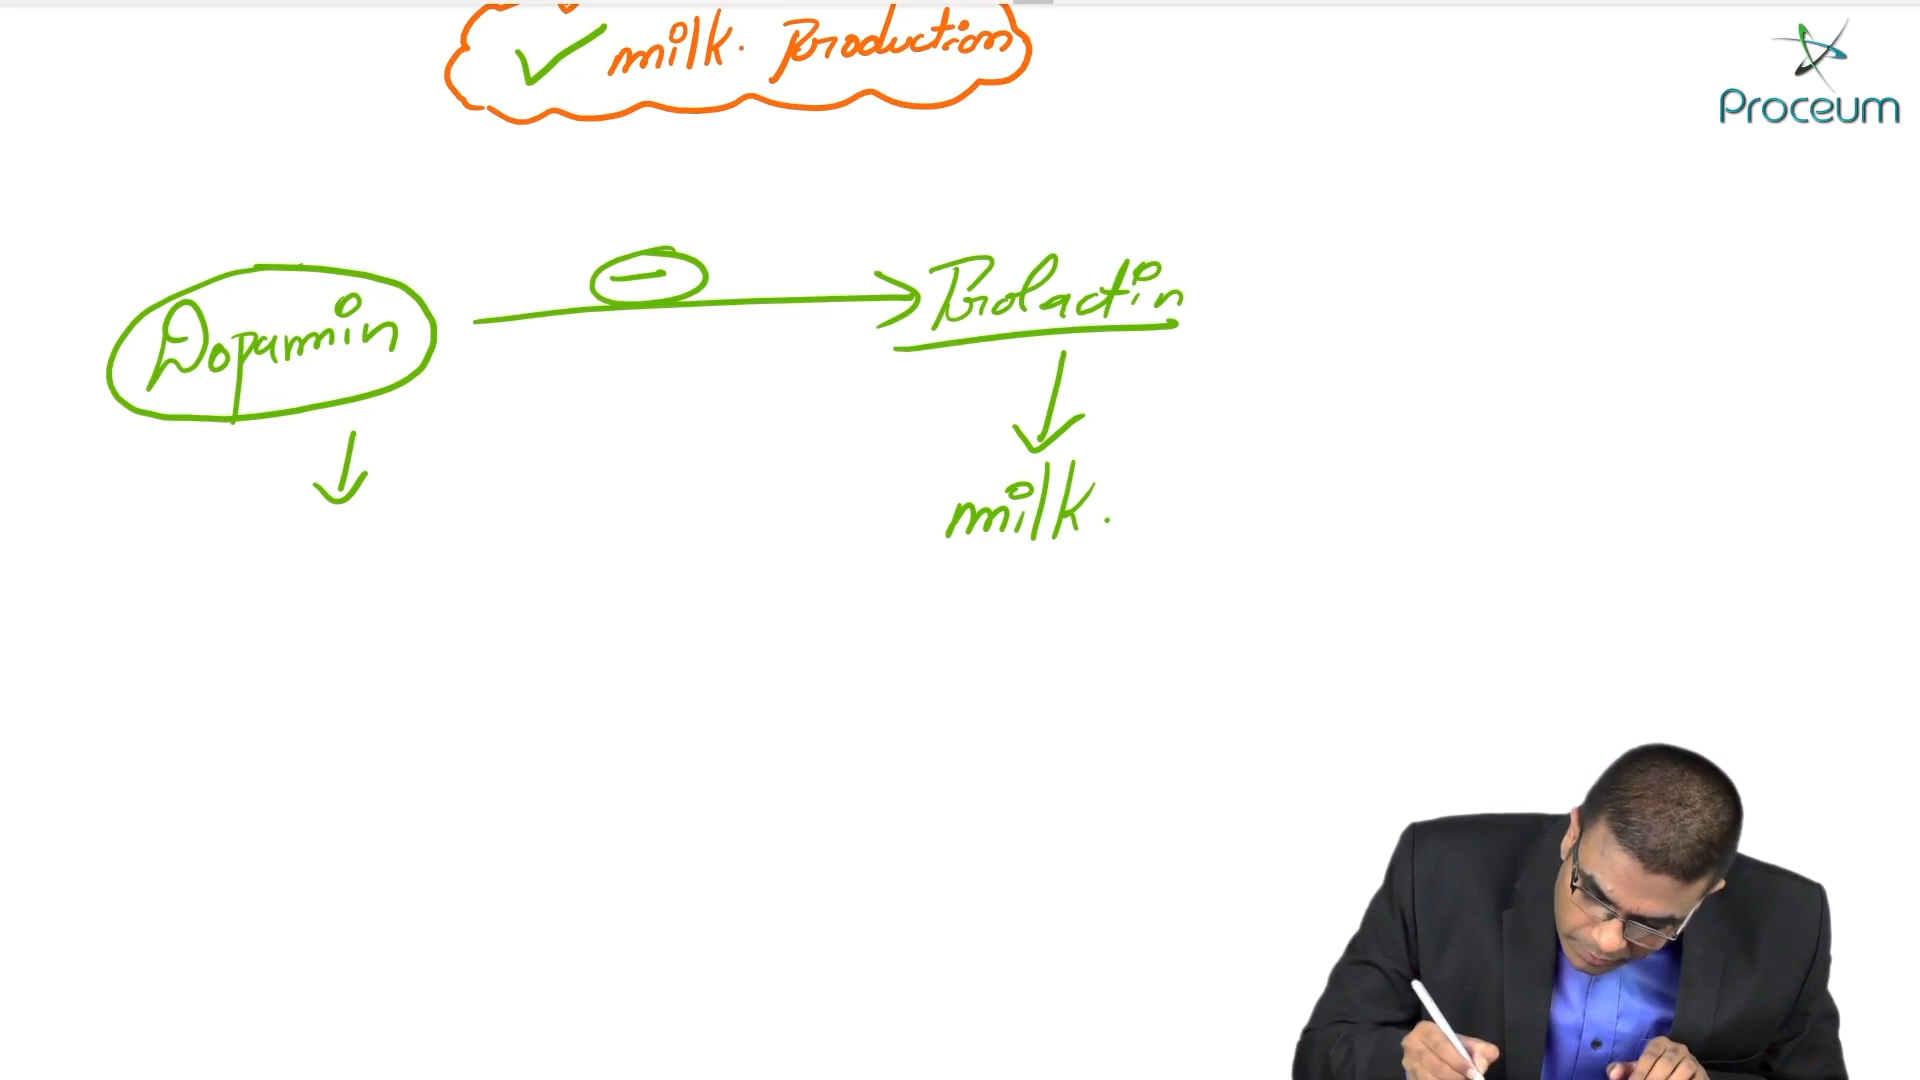 milk. Production
Proceum
Dopamin
−
Prolactin
milk.